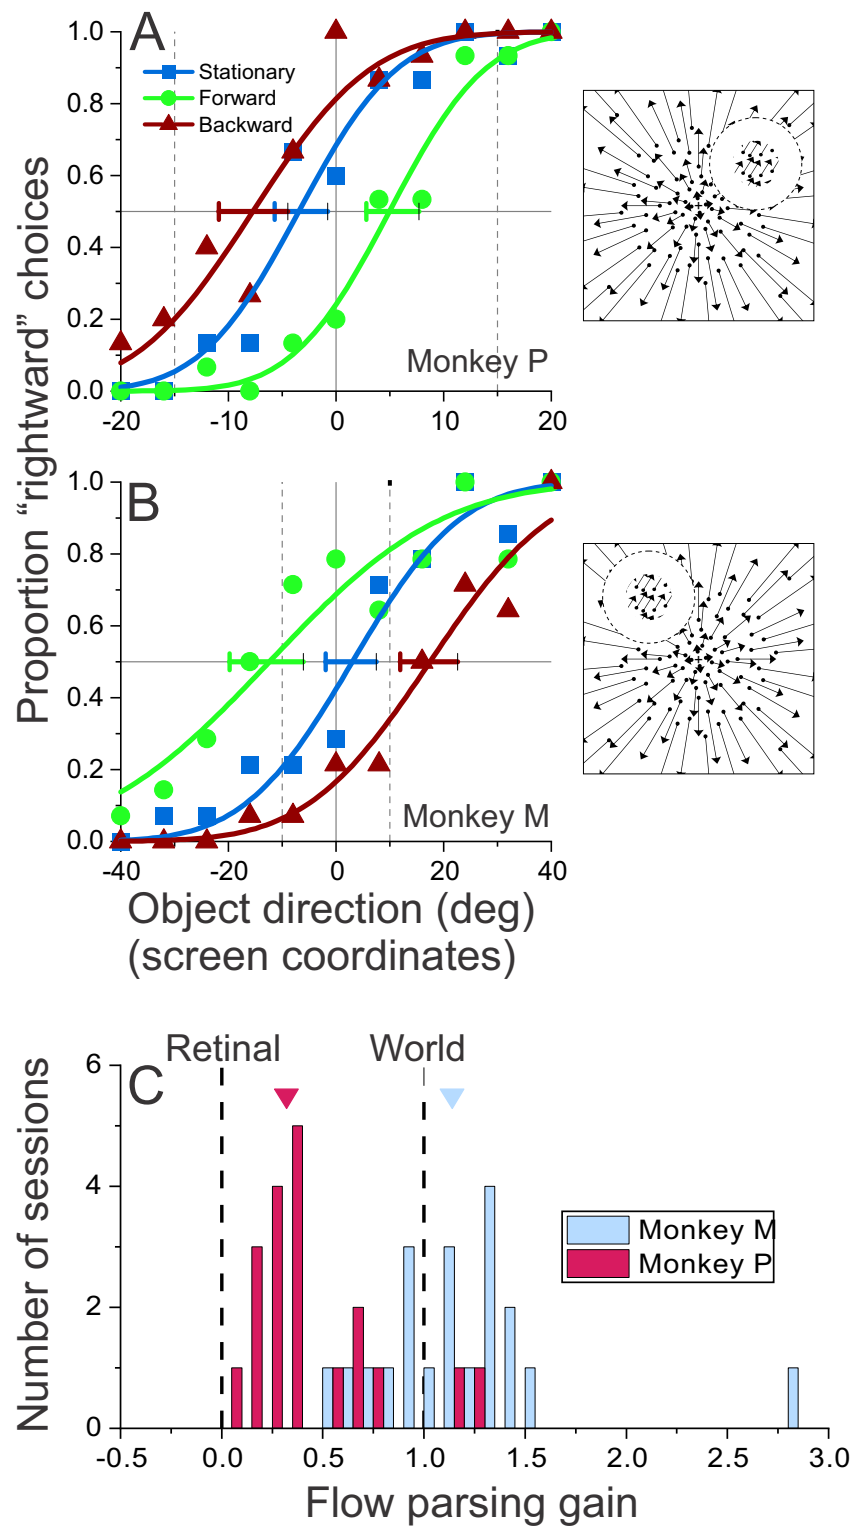 A
Stationary
Forward
Backward
1.0
0.8
0.6
0.4
0.2
0.0
Monkey P
-20
-10
0
10
20
Proportion “rightward” choices
B
1.0
0.8
0.6
0.4
0.2
0.0
Monkey M
-40
-20
0
20
40
Object direction (deg)
(screen coordinates)
Retinal
World
C
6
4
2
0
Number of sessions
Monkey M
Monkey P
-0.5
0.0
0.5
1.0
1.5
2.0
2.5
3.0
Flow parsing gain